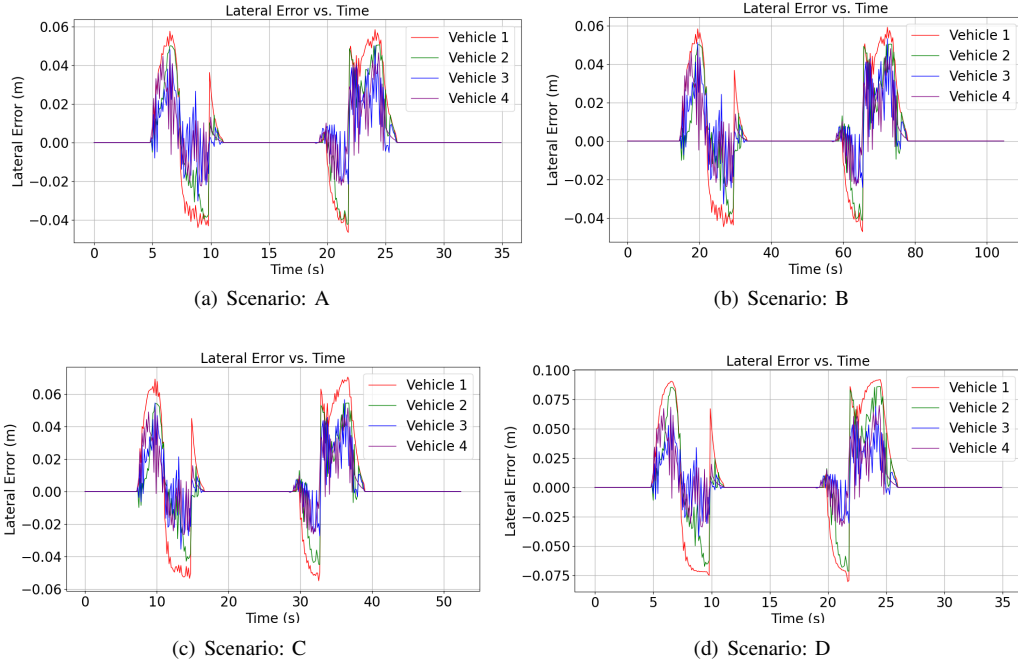 Lateral Error vs. Time
Lateral Error (m)
0.06
0.04
0.02
0.00
−0.02
−0.04
0
5
10
15
20
25
30
35
Time (s)
Vehicle 1
Vehicle 2
Vehicle 3
Vehicle 4
(a) Scenario: A
Lateral Error vs. Time
Lateral Error (m)
0.06
0.04
0.02
0.00
−0.02
−0.04
0
20
40
60
80
100
Time (s)
Vehicle 1
Vehicle 2
Vehicle 3
Vehicle 4
(b) Scenario: B
Lateral Error vs. Time
Lateral Error (m)
0.06
0.04
0.02
0.00
−0.02
−0.04
−0.06
0
10
20
30
40
50
Time (s)
Vehicle 1
Vehicle 2
Vehicle 3
Vehicle 4
(c) Scenario: C
Lateral Error vs. Time
Lateral Error (m)
0.100
0.075
0.050
0.025
0.000
−0.025
−0.050
−0.075
0
5
10
15
20
25
30
35
Time (s)
Vehicle 1
Vehicle 2
Vehicle 3
Vehicle 4
(d) Scenario: D